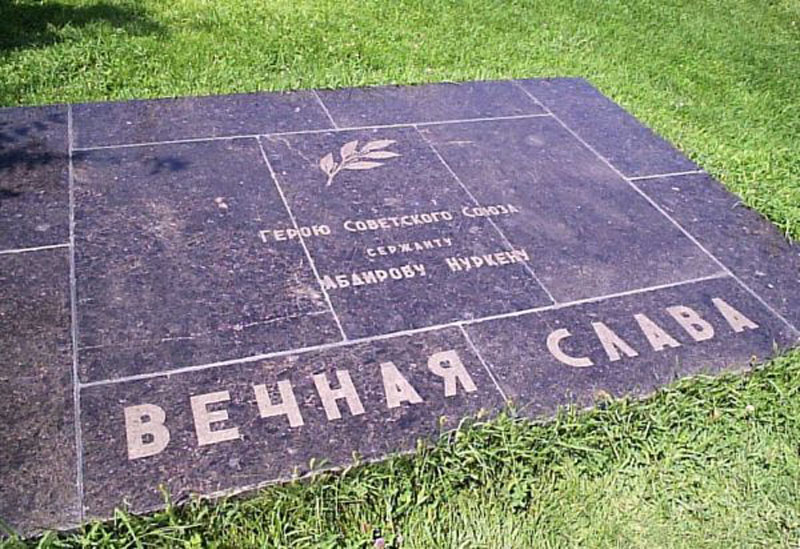 Герою Советского Союза
сержанту
Абдирову Нуркену
ВЕЧНАЯ СЛАВА